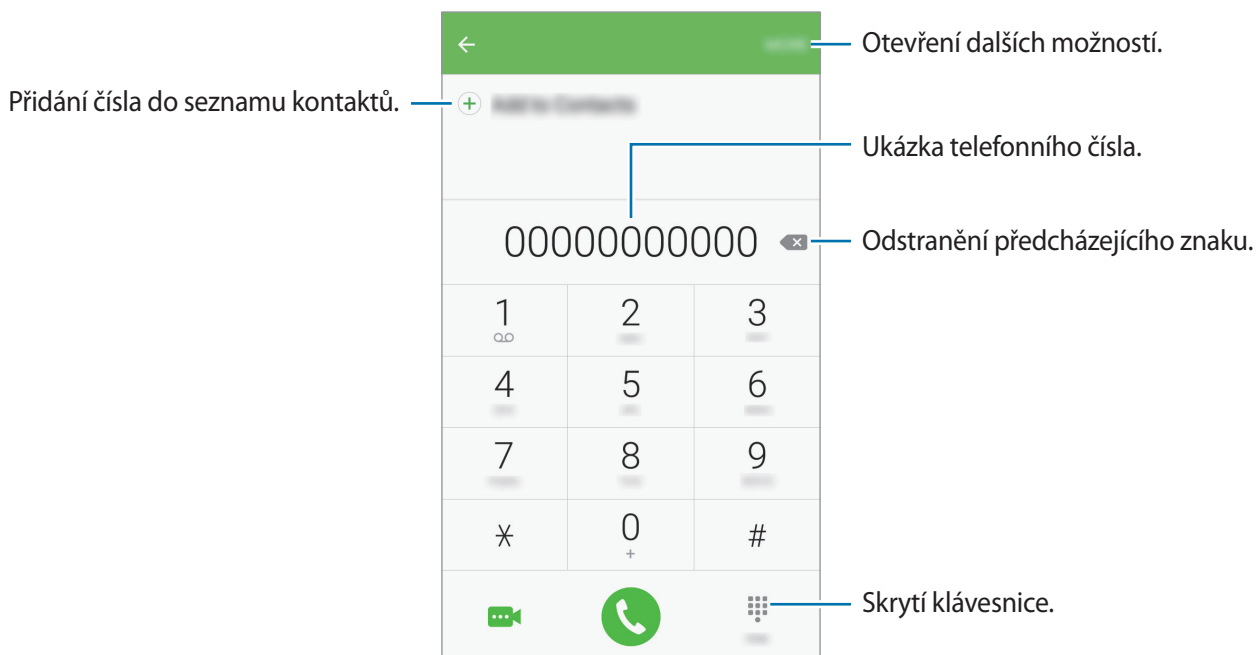 Otevření dalších možností.
Přidání čísla do seznamu kontaktů.
Ukázka telefonního čísla.
00000000000
Odstranění předcházejícího znaku.
1 2 3
4 5 6
7 8 9
* 0 #
+
Skrytí klávesnice.